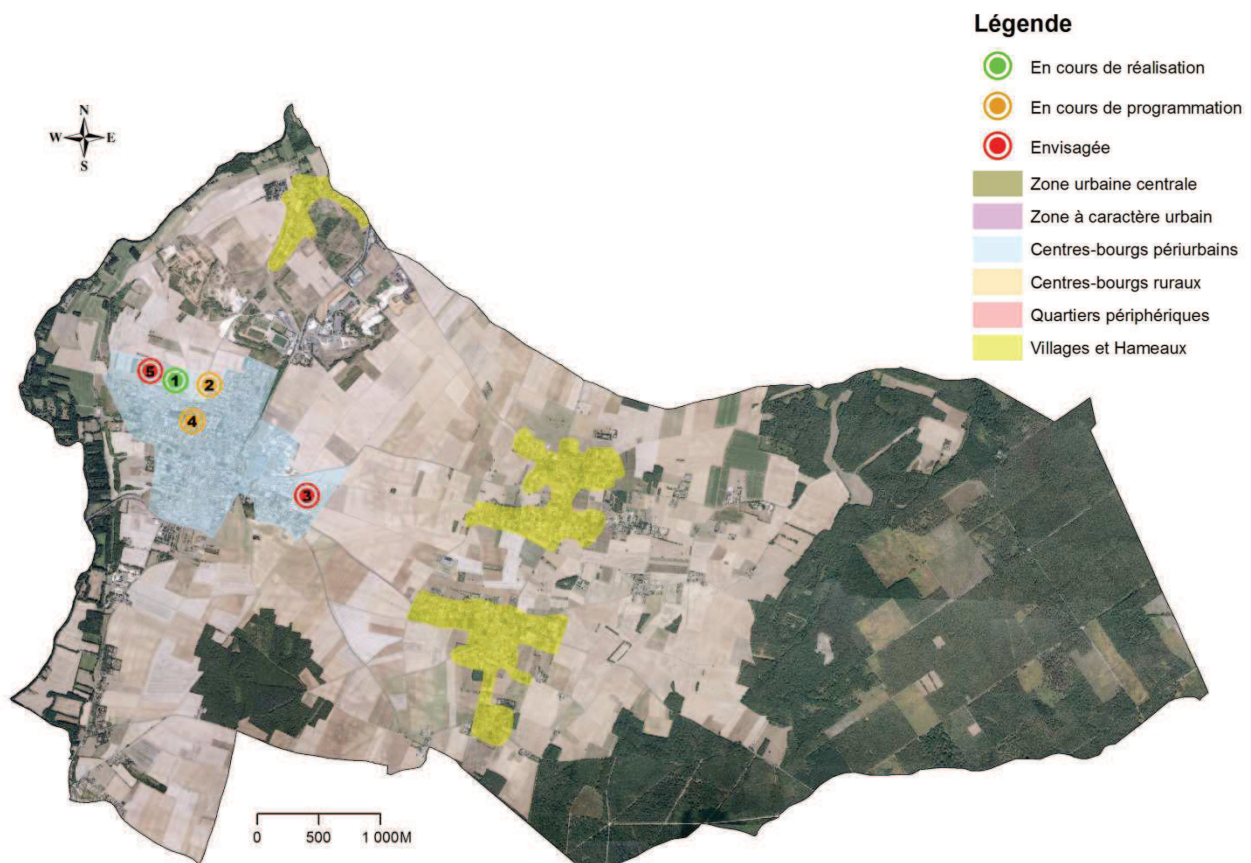 Légende
En cours de réalisation
En cours de programmation
Envisagée
Zone urbaine centrale
Zone à caractère urbain
Centres-bourgs périurbains
Centres-bourgs ruraux
Quartiers périphériques
Villages et Hameaux
N
W E
S
5
1
2
4
3
0 500 1 000M